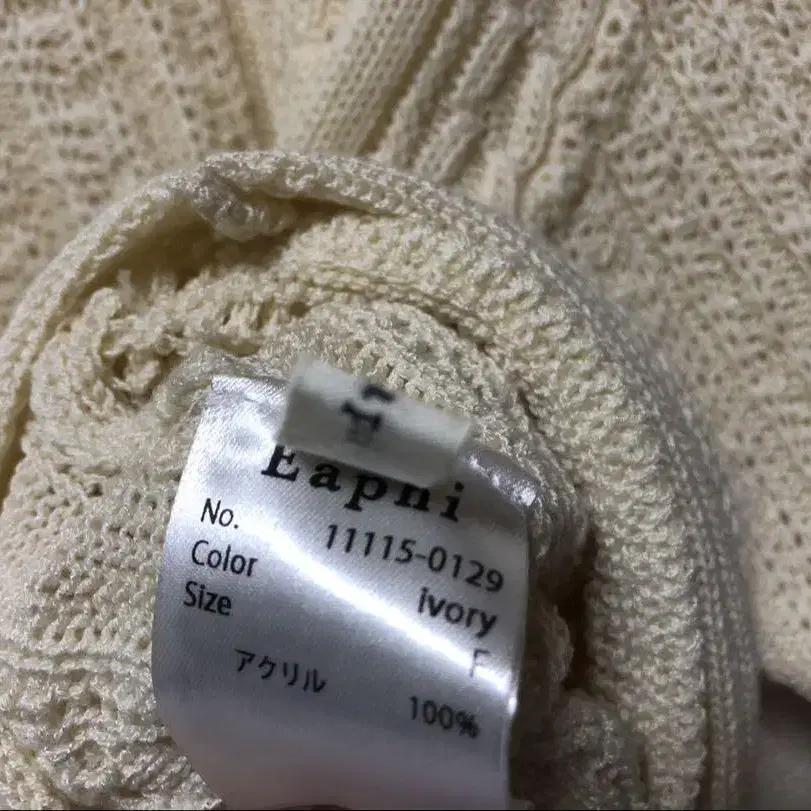 Eaphi
No. 11115-0129
Color ivory
Size F
アクリル 100%